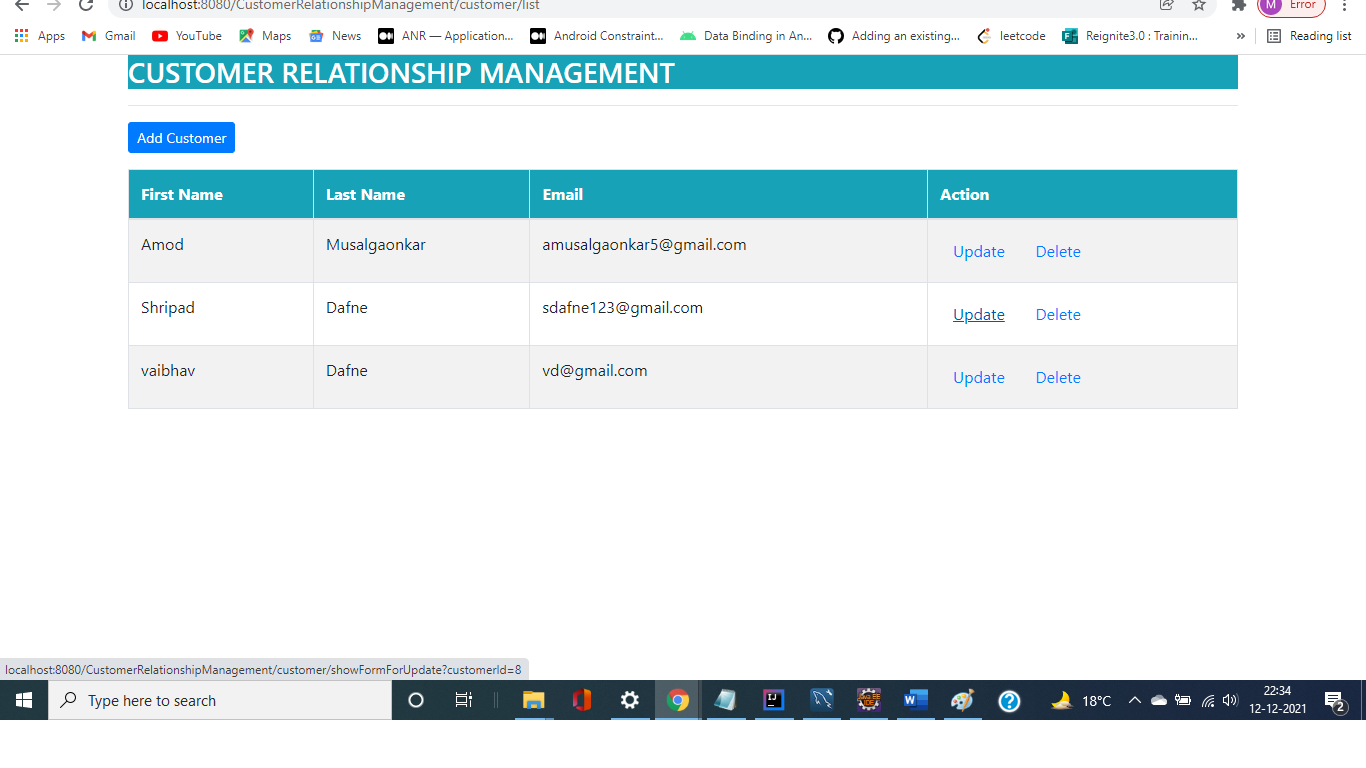 localhost:8080/CustomerRelationshipManagement/customer/list
M Error
Apps Gmail YouTube Maps News ANR — Application... Android Constraint... Data Binding in An... Adding an existing... leetcode Reignite3.0 : Trainin... » Reading list
CUSTOMER RELATIONSHIP MANAGEMENT
Add Customer
First Name Last Name Email Action
Amod Musalgaonkar amusalgaonkar5@gmail.com Update Delete
Shripad Dafne sdafne123@gmail.com Update Delete
vaibhav Dafne vd@gmail.com Update Delete
localhost:8080/CustomerRelationshipManagement/customer/showFormForUpdate?customerId=8
Type here to search
18°C
22:34
12-12-2021
2